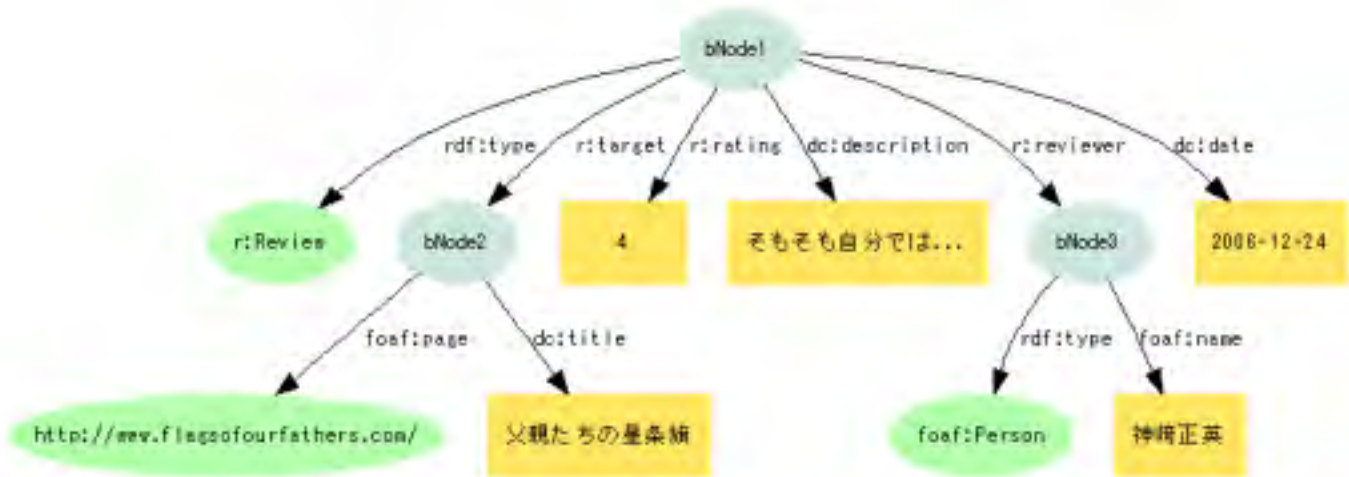 bNode1
rdf:type
r:target
r:rating
dc:description
r:reviewer
dc:date
r:Review
bNode2
4
そもそも自分では...
bNode3
2006-12-24
foaf:page
dc:title
rdf:type
foaf:name
http://www.flagsofourfathers.com/
父親たちの星条旗
foaf:Person
神崎正英